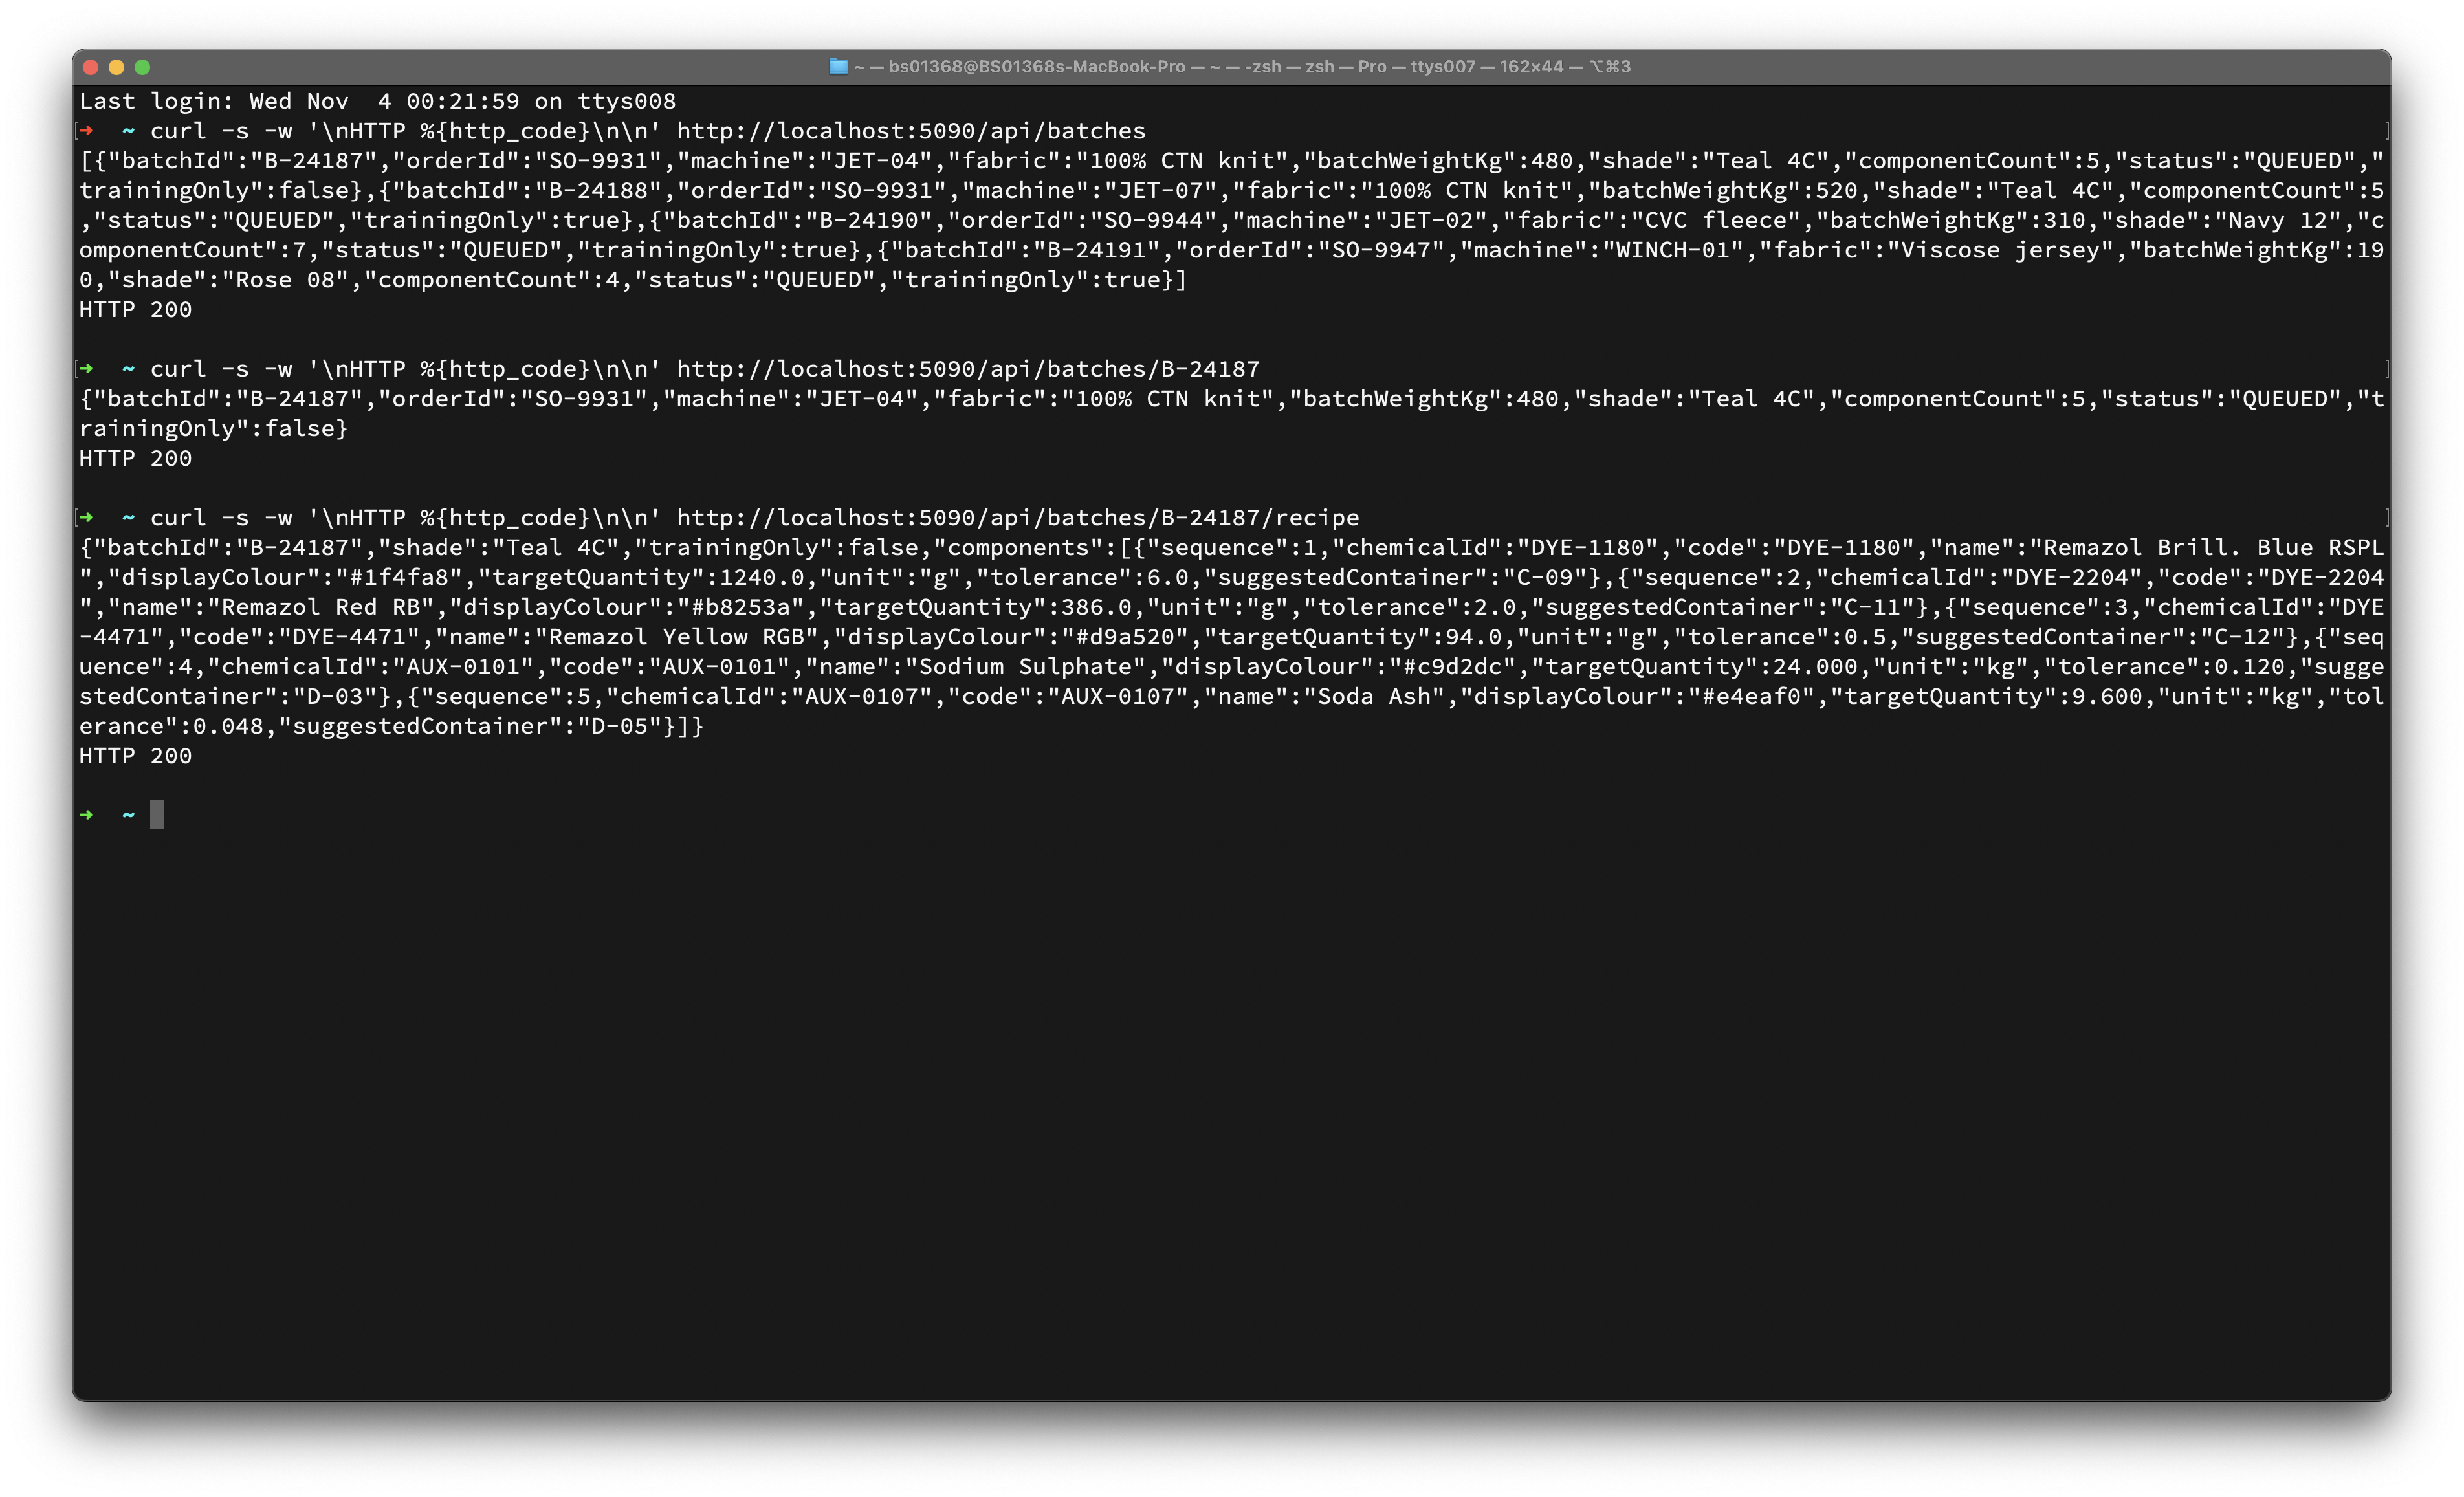 ~ — bs01368@BS01368s-MacBook-Pro — ~ — -zsh — zsh — Pro — ttys007 — 162×44 — ⌥⌘3
Last login: Wed Nov  4 00:21:59 on ttys008
[➜  ~ curl -s -w '\nHTTP %{http_code}\n\n' http://localhost:5090/api/batches ]
[{"batchId":"B-24187","orderId":"SO-9931","machine":"JET-04","fabric":"100% CTN knit","batchWeightKg":480,"shade":"Teal 4C","componentCount":5,"status":"QUEUED","
trainingOnly":false},{"batchId":"B-24188","orderId":"SO-9931","machine":"JET-07","fabric":"100% CTN knit","batchWeightKg":520,"shade":"Teal 4C","componentCount":5
,"status":"QUEUED","trainingOnly":true},{"batchId":"B-24190","orderId":"SO-9944","machine":"JET-02","fabric":"CVC fleece","batchWeightKg":310,"shade":"Navy 12","c
omponentCount":7,"status":"QUEUED","trainingOnly":true},{"batchId":"B-24191","orderId":"SO-9947","machine":"WINCH-01","fabric":"Viscose jersey","batchWeightKg":19
0,"shade":"Rose 08","componentCount":4,"status":"QUEUED","trainingOnly":true}]
HTTP 200
[➜  ~ curl -s -w '\nHTTP %{http_code}\n\n' http://localhost:5090/api/batches/B-24187 ]
{"batchId":"B-24187","orderId":"SO-9931","machine":"JET-04","fabric":"100% CTN knit","batchWeightKg":480,"shade":"Teal 4C","componentCount":5,"status":"QUEUED","t
rainingOnly":false}
HTTP 200
[➜  ~ curl -s -w '\nHTTP %{http_code}\n\n' http://localhost:5090/api/batches/B-24187/recipe ]
{"batchId":"B-24187","shade":"Teal 4C","trainingOnly":false,"components":[{"sequence":1,"chemicalId":"DYE-1180","code":"DYE-1180","name":"Remazol Brill. Blue RSPL
","displayColour":"#1f4fa8","targetQuantity":1240.0,"unit":"g","tolerance":6.0,"suggestedContainer":"C-09"},{"sequence":2,"chemicalId":"DYE-2204","code":"DYE-2204
","name":"Remazol Red RB","displayColour":"#b8253a","targetQuantity":386.0,"unit":"g","tolerance":2.0,"suggestedContainer":"C-11"},{"sequence":3,"chemicalId":"DYE
-4471","code":"DYE-4471","name":"Remazol Yellow RGB","displayColour":"#d9a520","targetQuantity":94.0,"unit":"g","tolerance":0.5,"suggestedContainer":"C-12"},{"seq
uence":4,"chemicalId":"AUX-0101","code":"AUX-0101","name":"Sodium Sulphate","displayColour":"#c9d2dc","targetQuantity":24.000,"unit":"kg","tolerance":0.120,"sugge
stedContainer":"D-03"},{"sequence":5,"chemicalId":"AUX-0107","code":"AUX-0107","name":"Soda Ash","displayColour":"#e4eaf0","targetQuantity":9.600,"unit":"kg","tol
erance":0.048,"suggestedContainer":"D-05"}]}
HTTP 200
➜  ~